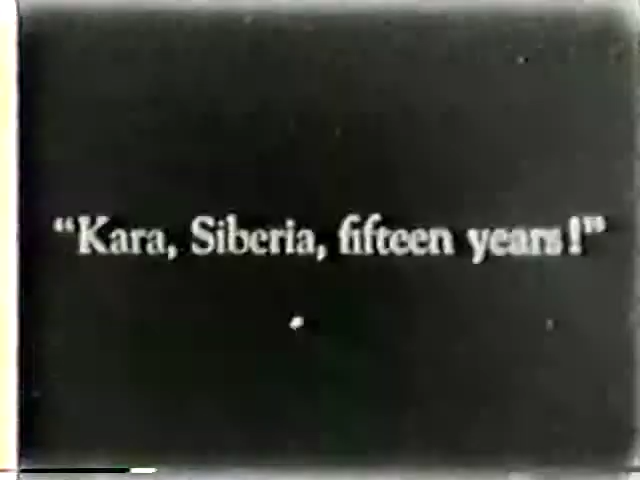 “Kara, Siberia, fifteen years!”